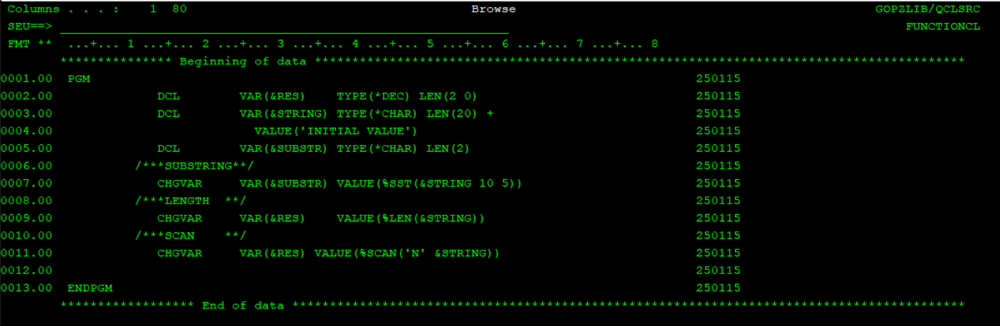 Columns . . . :    1  80                                      Browse                                                GOPZLIB/QCLSRC
SEU==> ____________________________________________________________ FUNCTIONCL
FMT **  ...+... 1 ...+... 2 ...+... 3 ...+... 4 ...+... 5 ...+... 6 ...+... 7 ...+... 8
*************** Beginning of data ***************************************************************************************
0001.00  PGM                                                                                 250115
0002.00              DCL        VAR(&RES)    TYPE(*DEC) LEN(2 0)                             250115
0003.00              DCL        VAR(&STRING) TYPE(*CHAR) LEN(20) +                           250115
0004.00                           VALUE('INITIAL VALUE')                                     250115
0005.00              DCL        VAR(&SUBSTR) TYPE(*CHAR) LEN(2)                              250115
0006.00           /***SUBSTRING**/                                                           250115
0007.00              CHGVAR     VAR(&SUBSTR) VALUE(%SST(&STRING 10 5))                       250115
0008.00           /***LENGTH  **/                                                            250115
0009.00              CHGVAR     VAR(&RES)    VALUE(%LEN(&STRING))                            250115
0010.00           /***SCAN    **/                                                            250115
0011.00              CHGVAR     VAR(&RES) VALUE(%SCAN('N' &STRING))                          250115
0012.00                                                                                      250115
0013.00  ENDPGM                                                                              250115
****************** End of data ******************************************************************************************